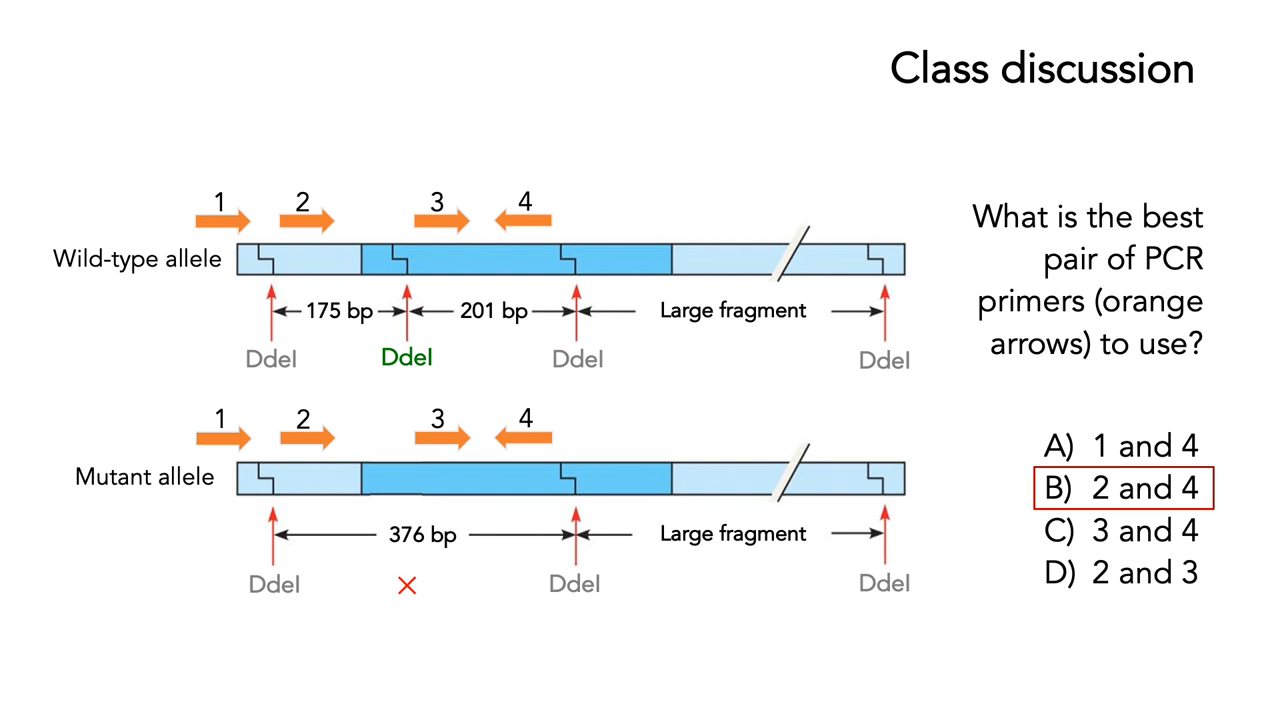 Class discussion
1 2 3 4
Wild-type allele
175 bp 201 bp Large fragment
DdeI DdeI DdeI DdeI
What is the best
pair of PCR
primers (orange
arrows) to use?
1 2 3 4
Mutant allele
376 bp Large fragment
DdeI DdeI DdeI
A) 1 and 4
B) 2 and 4
C) 3 and 4
D) 2 and 3